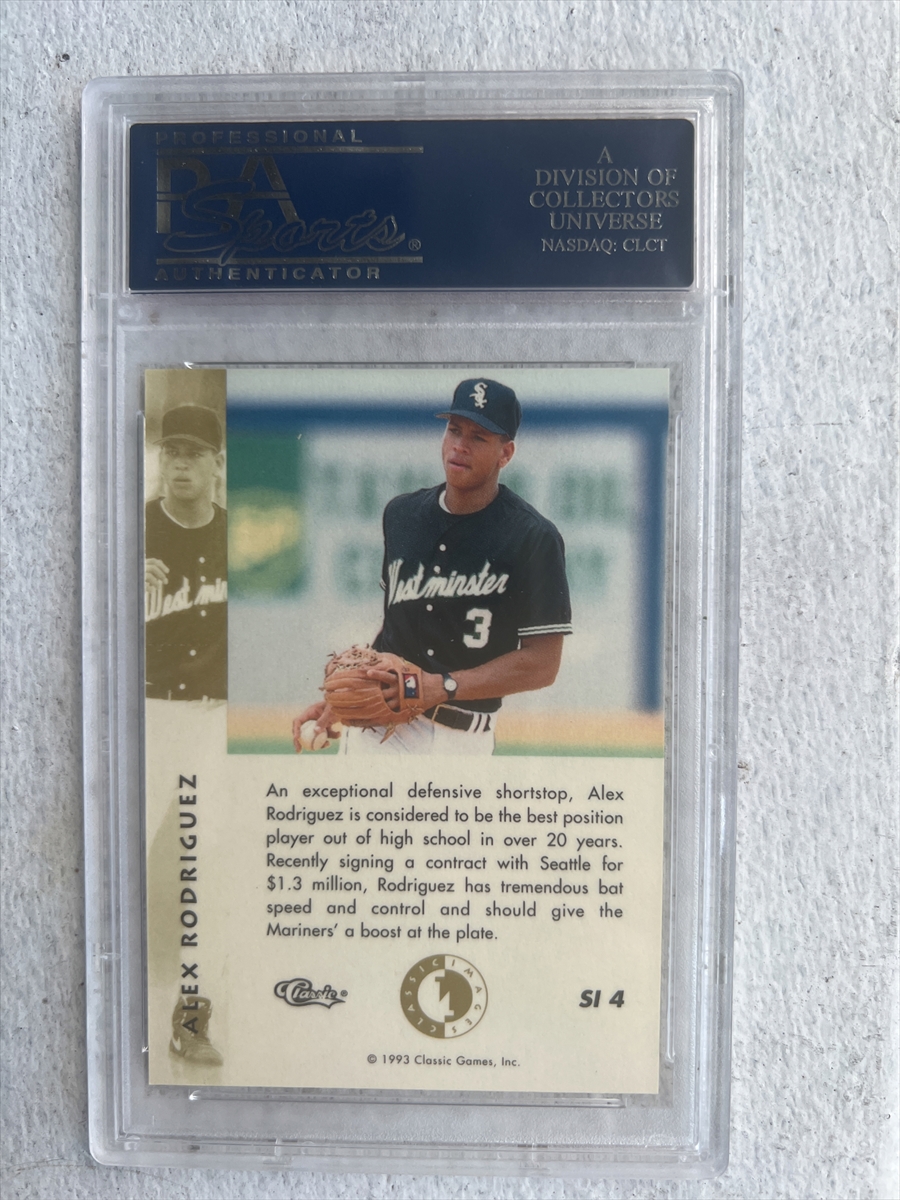 PROFESSIONAL
PSA
Sports®
AUTHENTICATOR
A
DIVISION OF
COLLECTORS
UNIVERSE
NASDAQ: CLCT
Westminster
3
West min
ALEX RODRIGUEZ
An exceptional defensive shortstop, Alex
Rodriguez is considered to be the best position
player out of high school in over 20 years.
Recently signing a contract with Seattle for
$1.3 million, Rodriguez has tremendous bat
speed and control and should give the
Mariners' a boost at the plate.
Classic®
CLASSIC IMAGES
SI 4
© 1993 Classic Games, Inc.